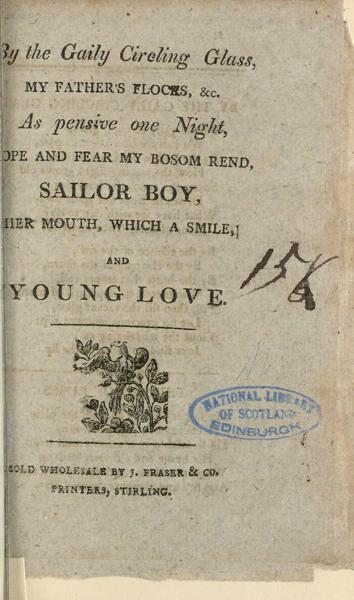 By the Gaily Circling Glass,
MY FATHER'S FLOCKS, &c.
As pensive one Night,
OPE AND FEAR MY BOSOM REND,
SAILOR BOY,
HER MOUTH, WHICH A SMILE,
AND
YOUNG LOVE.
15
NATIONAL LIBRARY
OF SCOTLAND
EDINBURGH
SOLD WHOLESALE BY J. FRASER & CO.
PRINTERS, STIRLING.